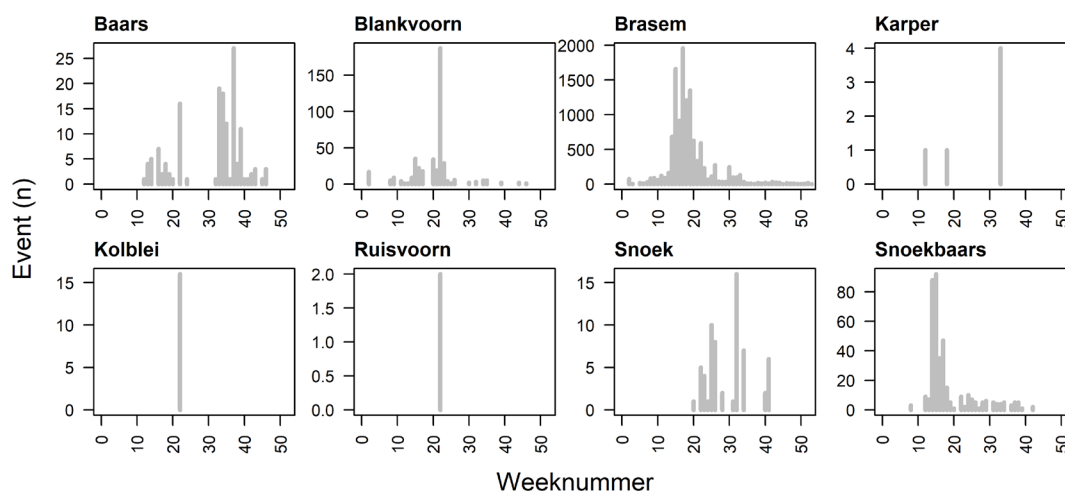 Baars Blankvoorn Brasem Karper
25 20 15 10 5 0
150 100 50 0
2000 1500 1000 500 0
4 3 2 1 0
0 10 20 30 40 50
0 10 20 30 40 50
0 10 20 30 40 50
0 10 20 30 40 50
Event (n)
Kolblei Ruisvoorn Snoek Snoekbaars
15 10 5 0
2.0 1.5 1.0 0.5 0.0
15 10 5 0
80 60 40 20 0
0 10 20 30 40 50
0 10 20 30 40 50
0 10 20 30 40 50
0 10 20 30 40 50
Weeknummer